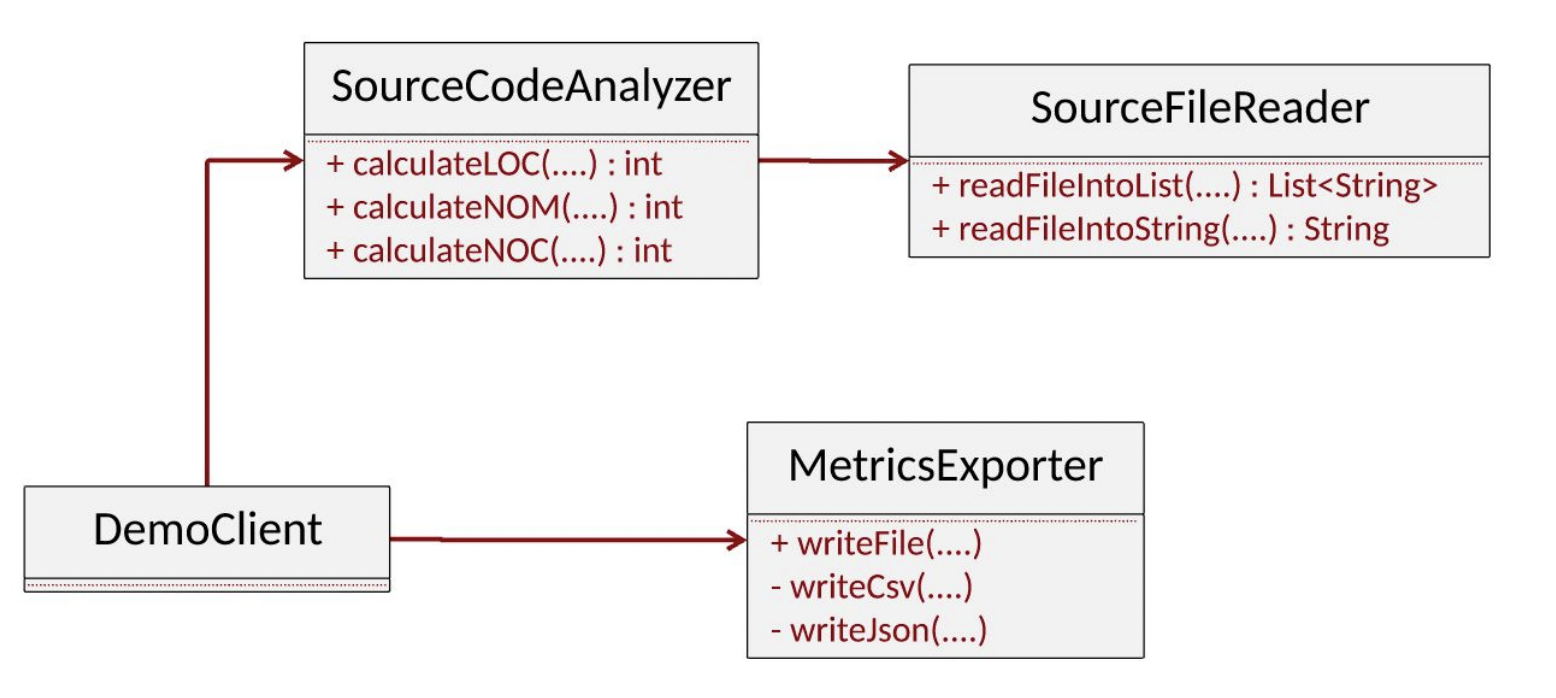 SourceCodeAnalyzer
+ calculateLOC(....) : int
+ calculateNOM(....) : int
+ calculateNOC(....) : int
SourceFileReader
+ readFileIntoList(....) : List<String>
+ readFileIntoString(....) : String
DemoClient
MetricsExporter
+ writeFile(....)
- writeCsv(....)
- writeJson(....)